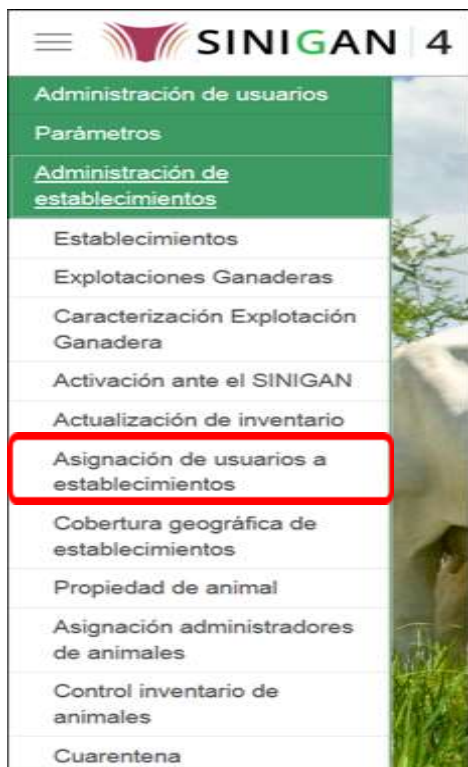 SINIGAN 4
Administración de usuarios
Parámetros
Administración de
establecimientos
Establecimientos
Explotaciones Ganaderas
Caracterización Explotación
Ganadera
Activación ante el SINIGAN
Actualización de inventario
Asignación de usuarios a
establecimientos
Cobertura geográfica de
establecimientos
Propiedad de animal
Asignación administradores
de animales
Control inventario de
animales
Cuarentena